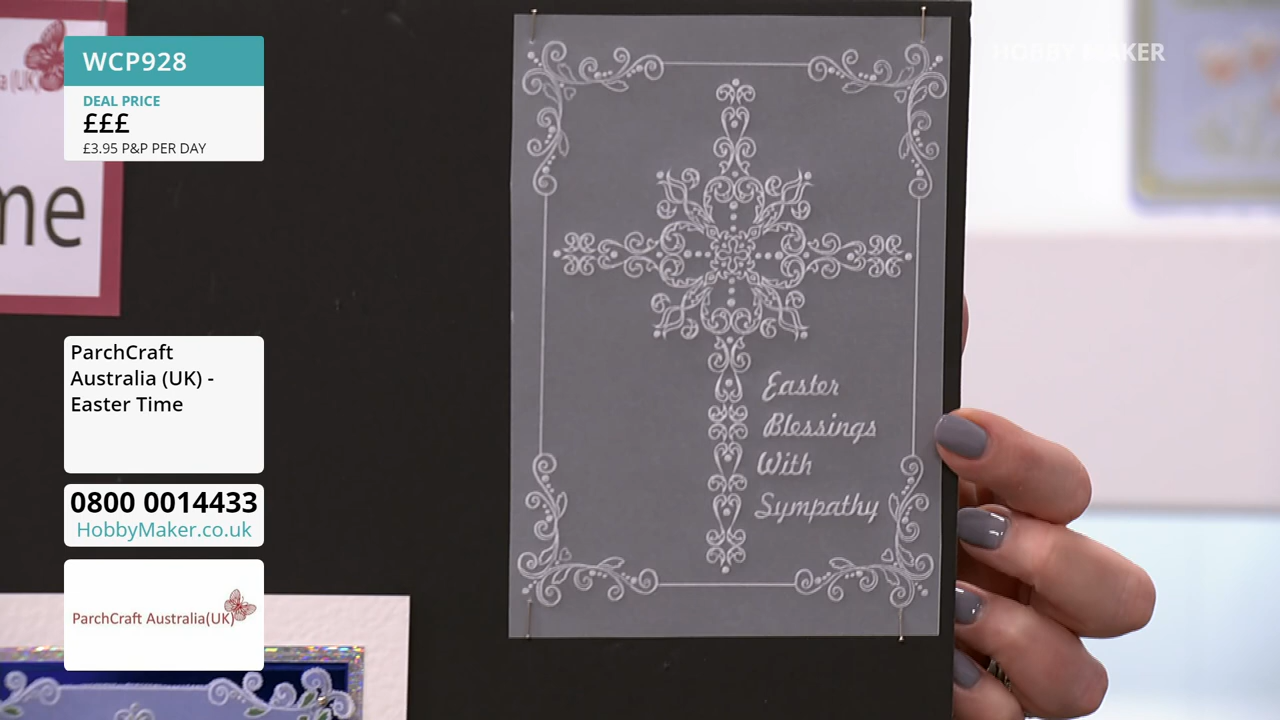 WCP928
DEAL PRICE
£££
£3.95 P&P PER DAY
ParchCraft
Australia (UK) -
Easter Time
0800 0014433
HobbyMaker.co.uk
ParchCraft Australia(UK)
a (UK)
me
Easter
Blessings
With
Sympathy
HOBBY MAKER